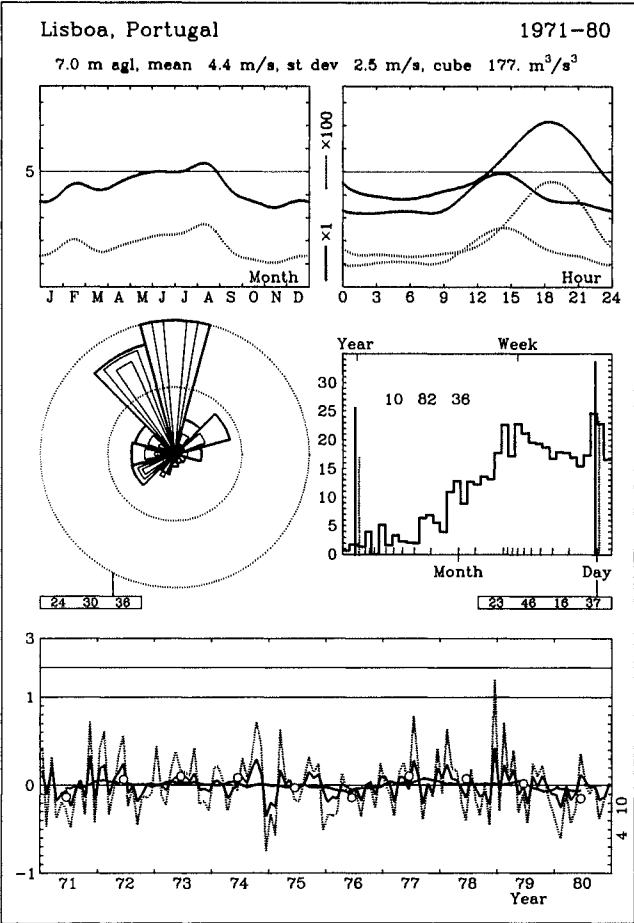 Lisboa, Portugal 1971-80
7.0 m agl, mean 4.4 m/s, st dev 2.5 m/s, cube 177. m³/s³
5
×1 ×100
Month
J F M A M J J A S O N D
Hour
0 3 6 9 12 15 18 21 24
Year Week
35
30
25
20
15
10
5
0
10 82 36
Month Day
24 30 36
23 46 16 37
3
1
0
-1
71 72 73 74 75 76 77 78 79 80
Year
4 10